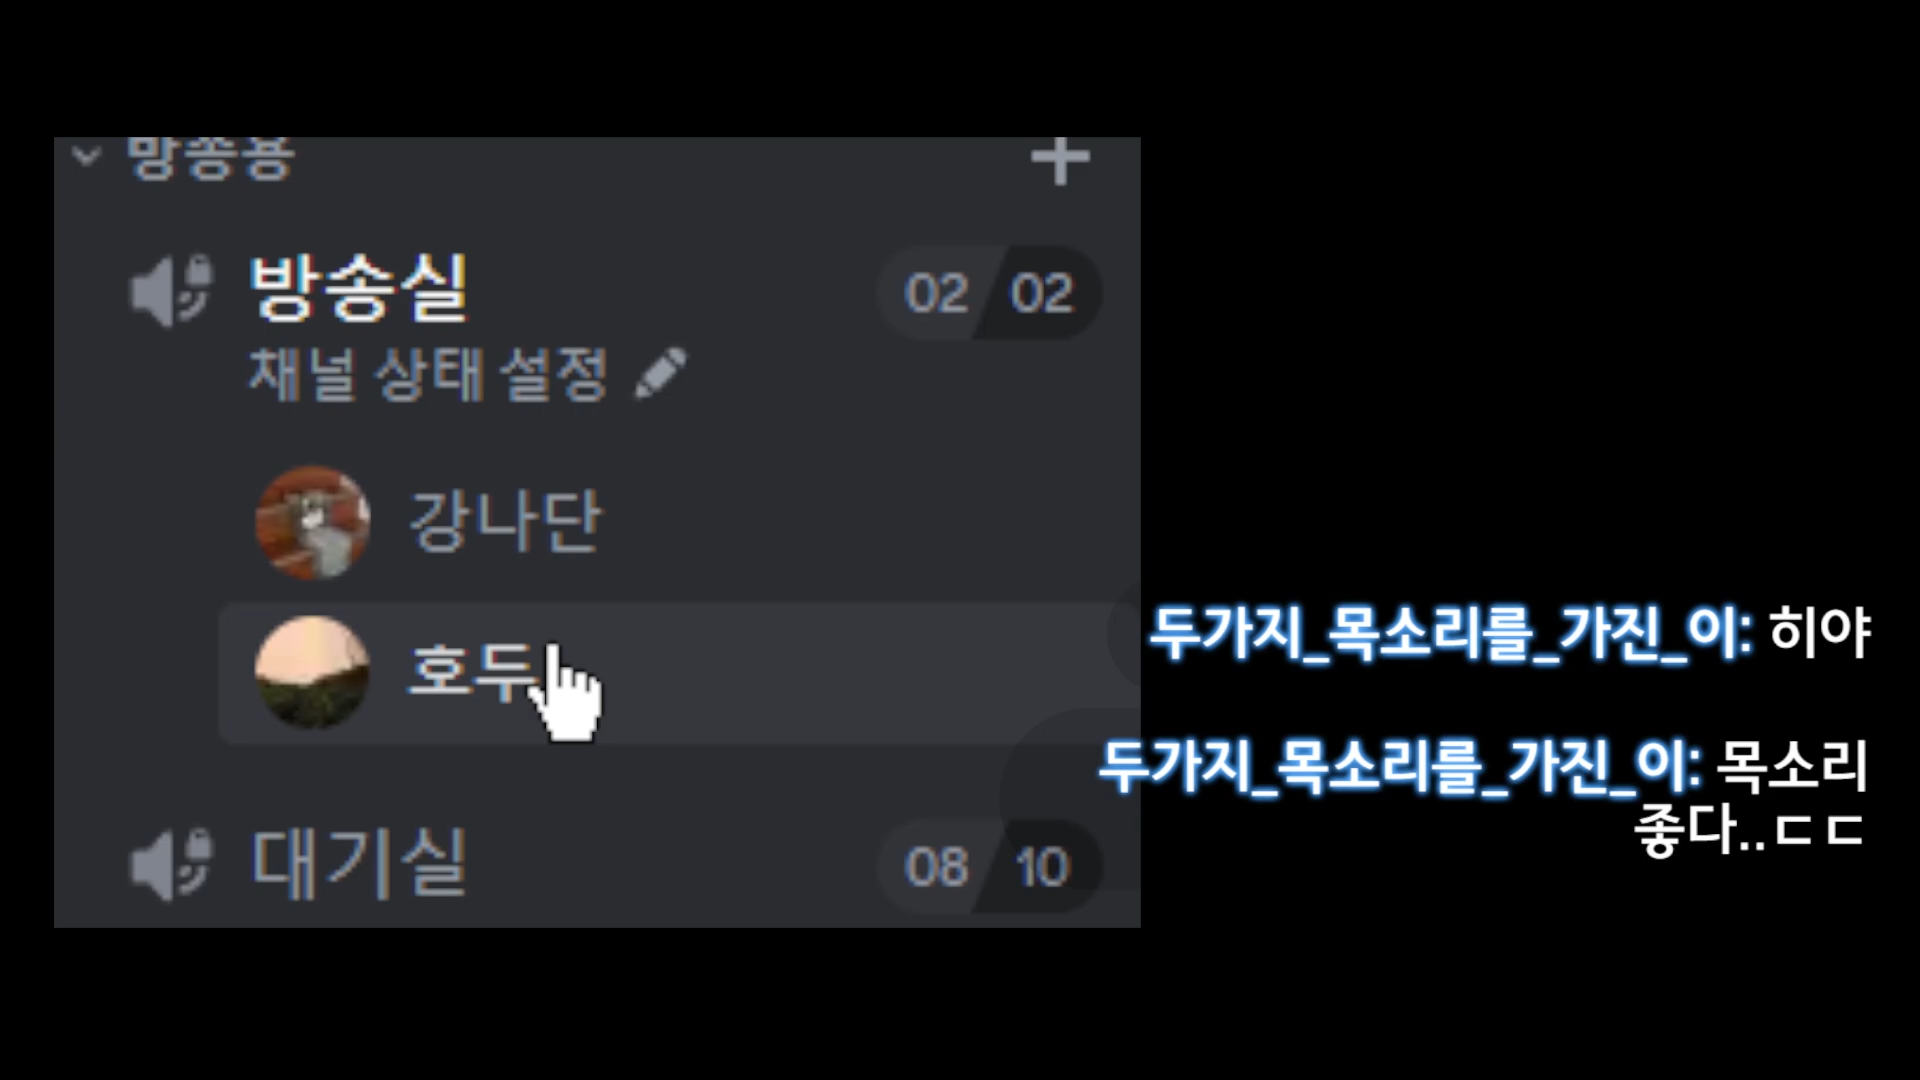 방송용
방송실
02 02
채널 상태 설정
강나단
호두
대기실
08 10
두가지_목소리를_가진_이: 히야
두가지_목소리를_가진_이: 목소리
좋다..ㄷㄷ